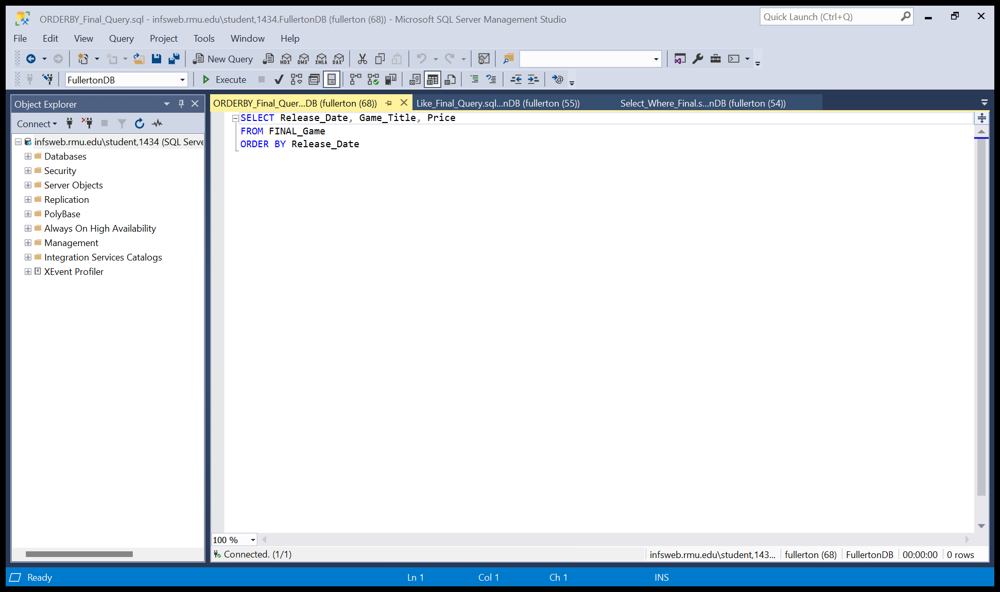 ORDERBY_Final_Query.sql - infsweb.rmu.edu\student,1434.FullertonDB (fullerton (68)) - Microsoft SQL Server Management Studio
Quick Launch (Ctrl+Q)
File Edit View Query Project Tools Window Help
New Query MDX DMX XMLA DAX
FullertonDB Execute
Object Explorer
Connect
infsweb.rmu.edu\student,1434 (SQL Serve
Databases
Security
Server Objects
Replication
PolyBase
Always On High Availability
Management
Integration Services Catalogs
XEvent Profiler
ORDERBY_Final_Quer...DB (fullerton (68)) Like_Final_Query.sql...nDB (fullerton (55)) Select_Where_Final.s...nDB (fullerton (54))
SELECT Release_Date, Game_Title, Price
FROM FINAL_Game
ORDER BY Release_Date
100 %
Connected. (1/1) infsweb.rmu.edu\student,143... fullerton (68) FullertonDB 00:00:00 0 rows
Ready Ln 1 Col 1 Ch 1 INS